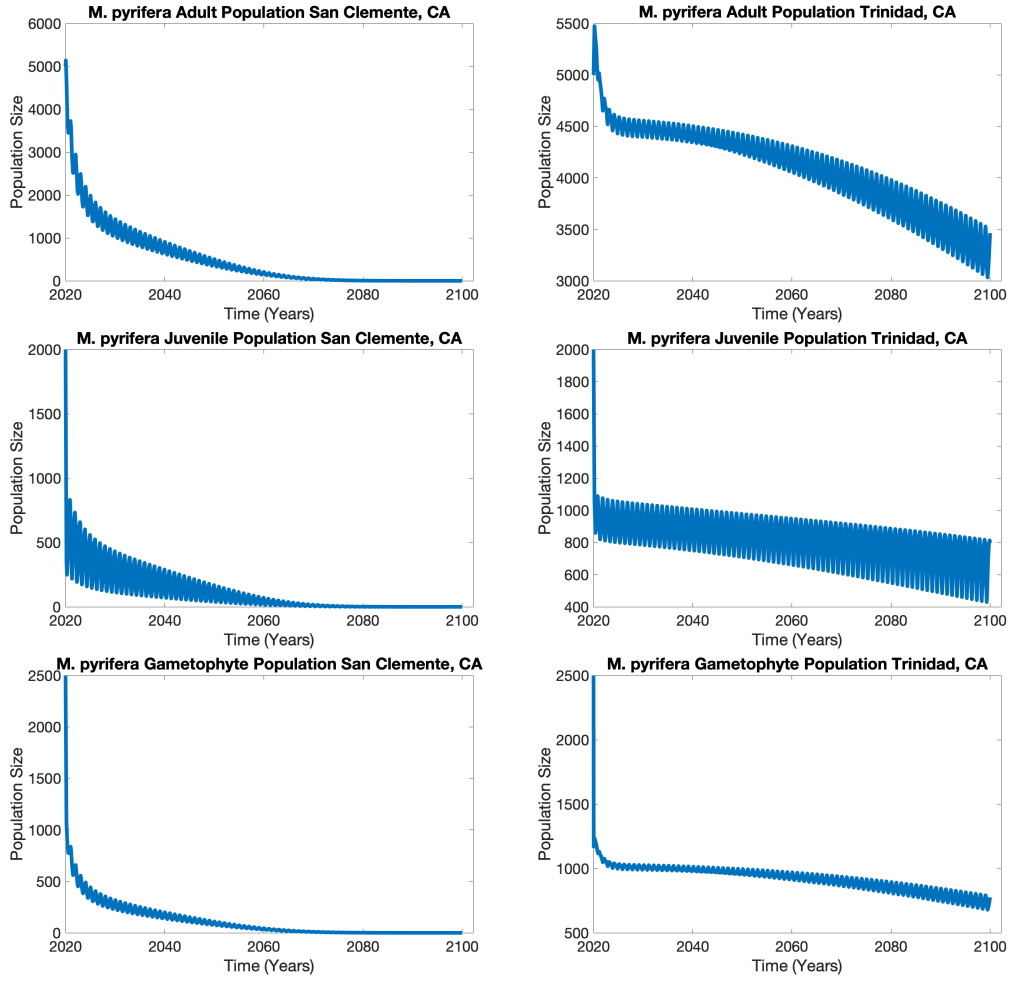 M. pyrifera Adult Population San Clemente, CA
6000
5000
4000
3000
2000
1000
0
Population Size
2020 2040 2060 2080 2100
Time (Years)
M. pyrifera Adult Population Trinidad, CA
5500
5000
4500
4000
3500
3000
Population Size
2020 2040 2060 2080 2100
Time (Years)
M. pyrifera Juvenile Population San Clemente, CA
2000
1500
1000
500
0
Population Size
2020 2040 2060 2080 2100
Time (Years)
M. pyrifera Juvenile Population Trinidad, CA
2000
1800
1600
1400
1200
1000
800
600
400
Population Size
2020 2040 2060 2080 2100
Time (Years)
M. pyrifera Gametophyte Population San Clemente, CA
2500
2000
1500
1000
500
0
Population Size
2020 2040 2060 2080 2100
Time (Years)
M. pyrifera Gametophyte Population Trinidad, CA
2500
2000
1500
1000
500
Population Size
2020 2040 2060 2080 2100
Time (Years)